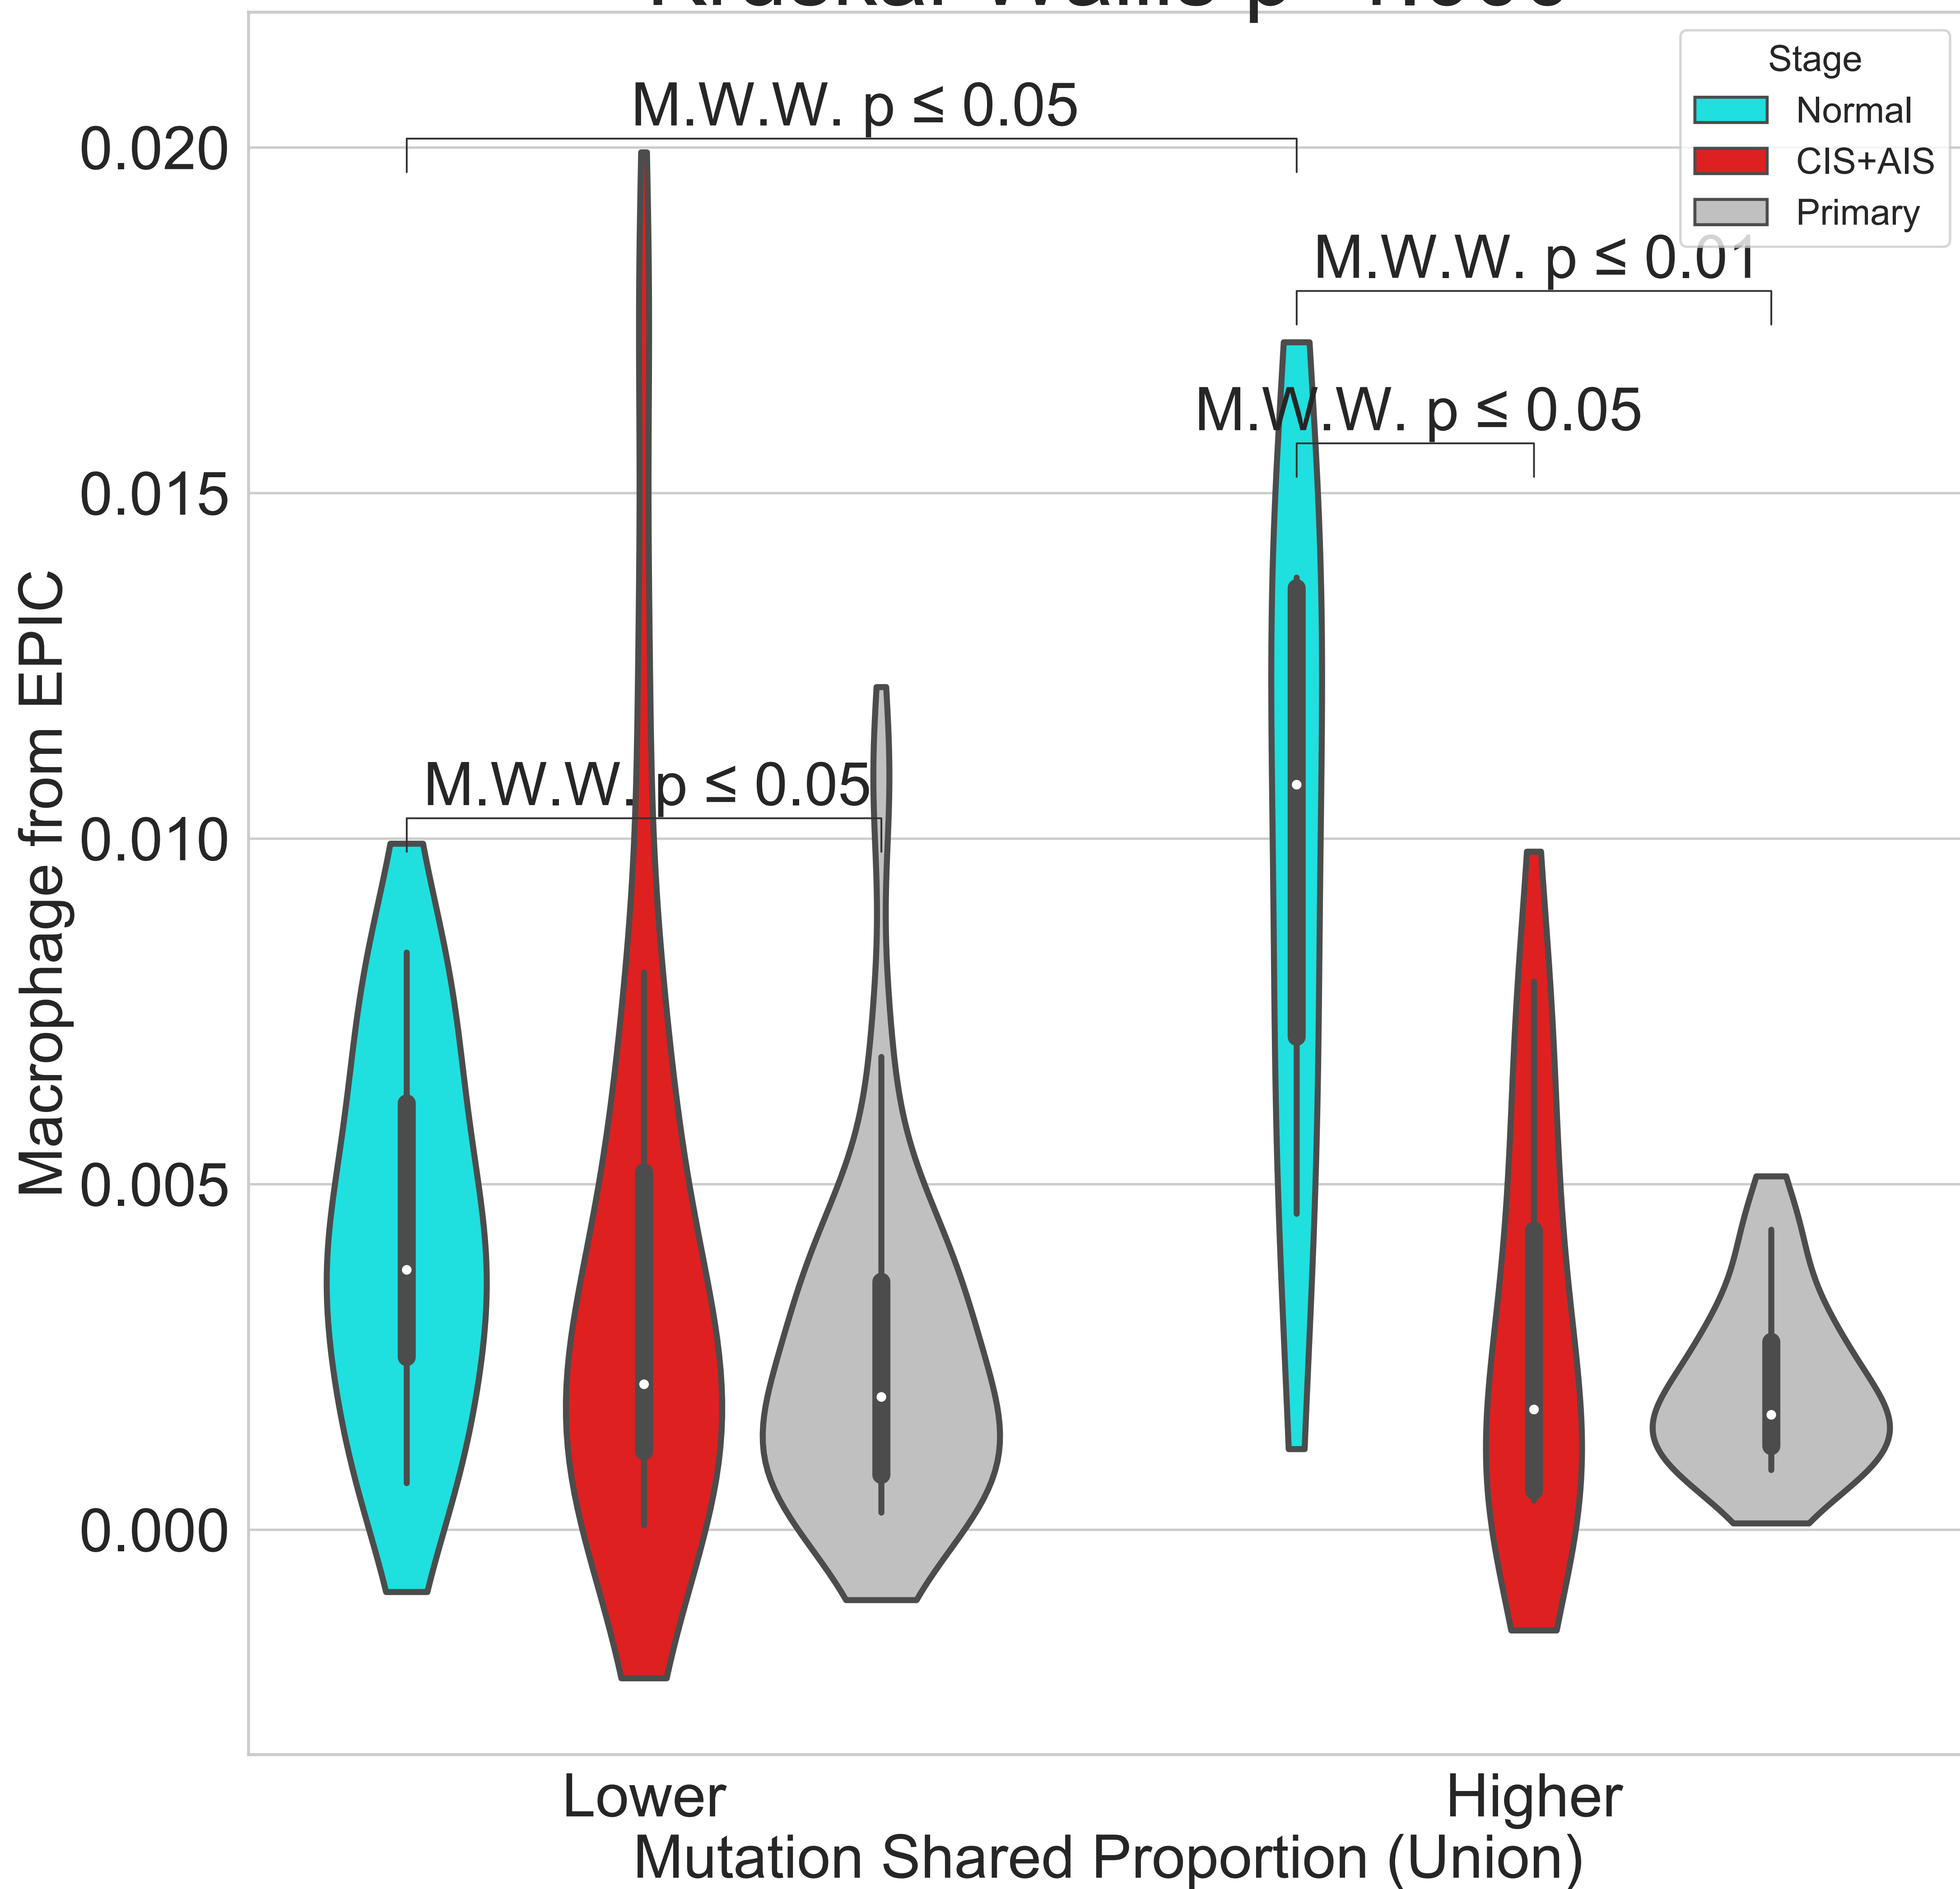 M.W.W. p ≤ 0.05
Stage
Normal
CIS+AIS
Primary
M.W.W. p ≤ 0.01
M.W.W. p ≤ 0.05
M.W.W. p ≤ 0.05
0.020
0.015
0.010
0.005
0.000
Macrophage from EPIC
Lower
Higher
Mutation Shared Proportion (Union)